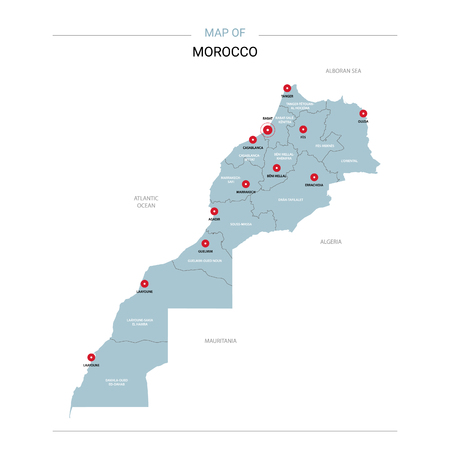 MAP OF
MOROCCO
ALBORAN SEA
TANGER
TANGER-TETOUAN-
AL HOCEIMA
OUJDA
RABAT
RABAT-SALE-
KENITRA
FES
FES-MEKNES
CASABLANCA
CASABLANCA-
SETTAT
BENI MELLAL-
KHENIFRA
ORIENTAL
BENI MELLAL
ERRACHIDIA
MARRAKESH-
SAFI
MARRAKECH
DRAA-TAFILALET
ATLANTIC
OCEAN
AGADIR
SOUSS-MASSA
ALGERIA
GUELMIM
GUELMIM-OUED NOUN
LAAYOUNE
LAAYOUNE-SAKIA
EL HAMRA
MAURITANIA
LAAYOUNE
DAKHLA-OUED
ED-DAHAB